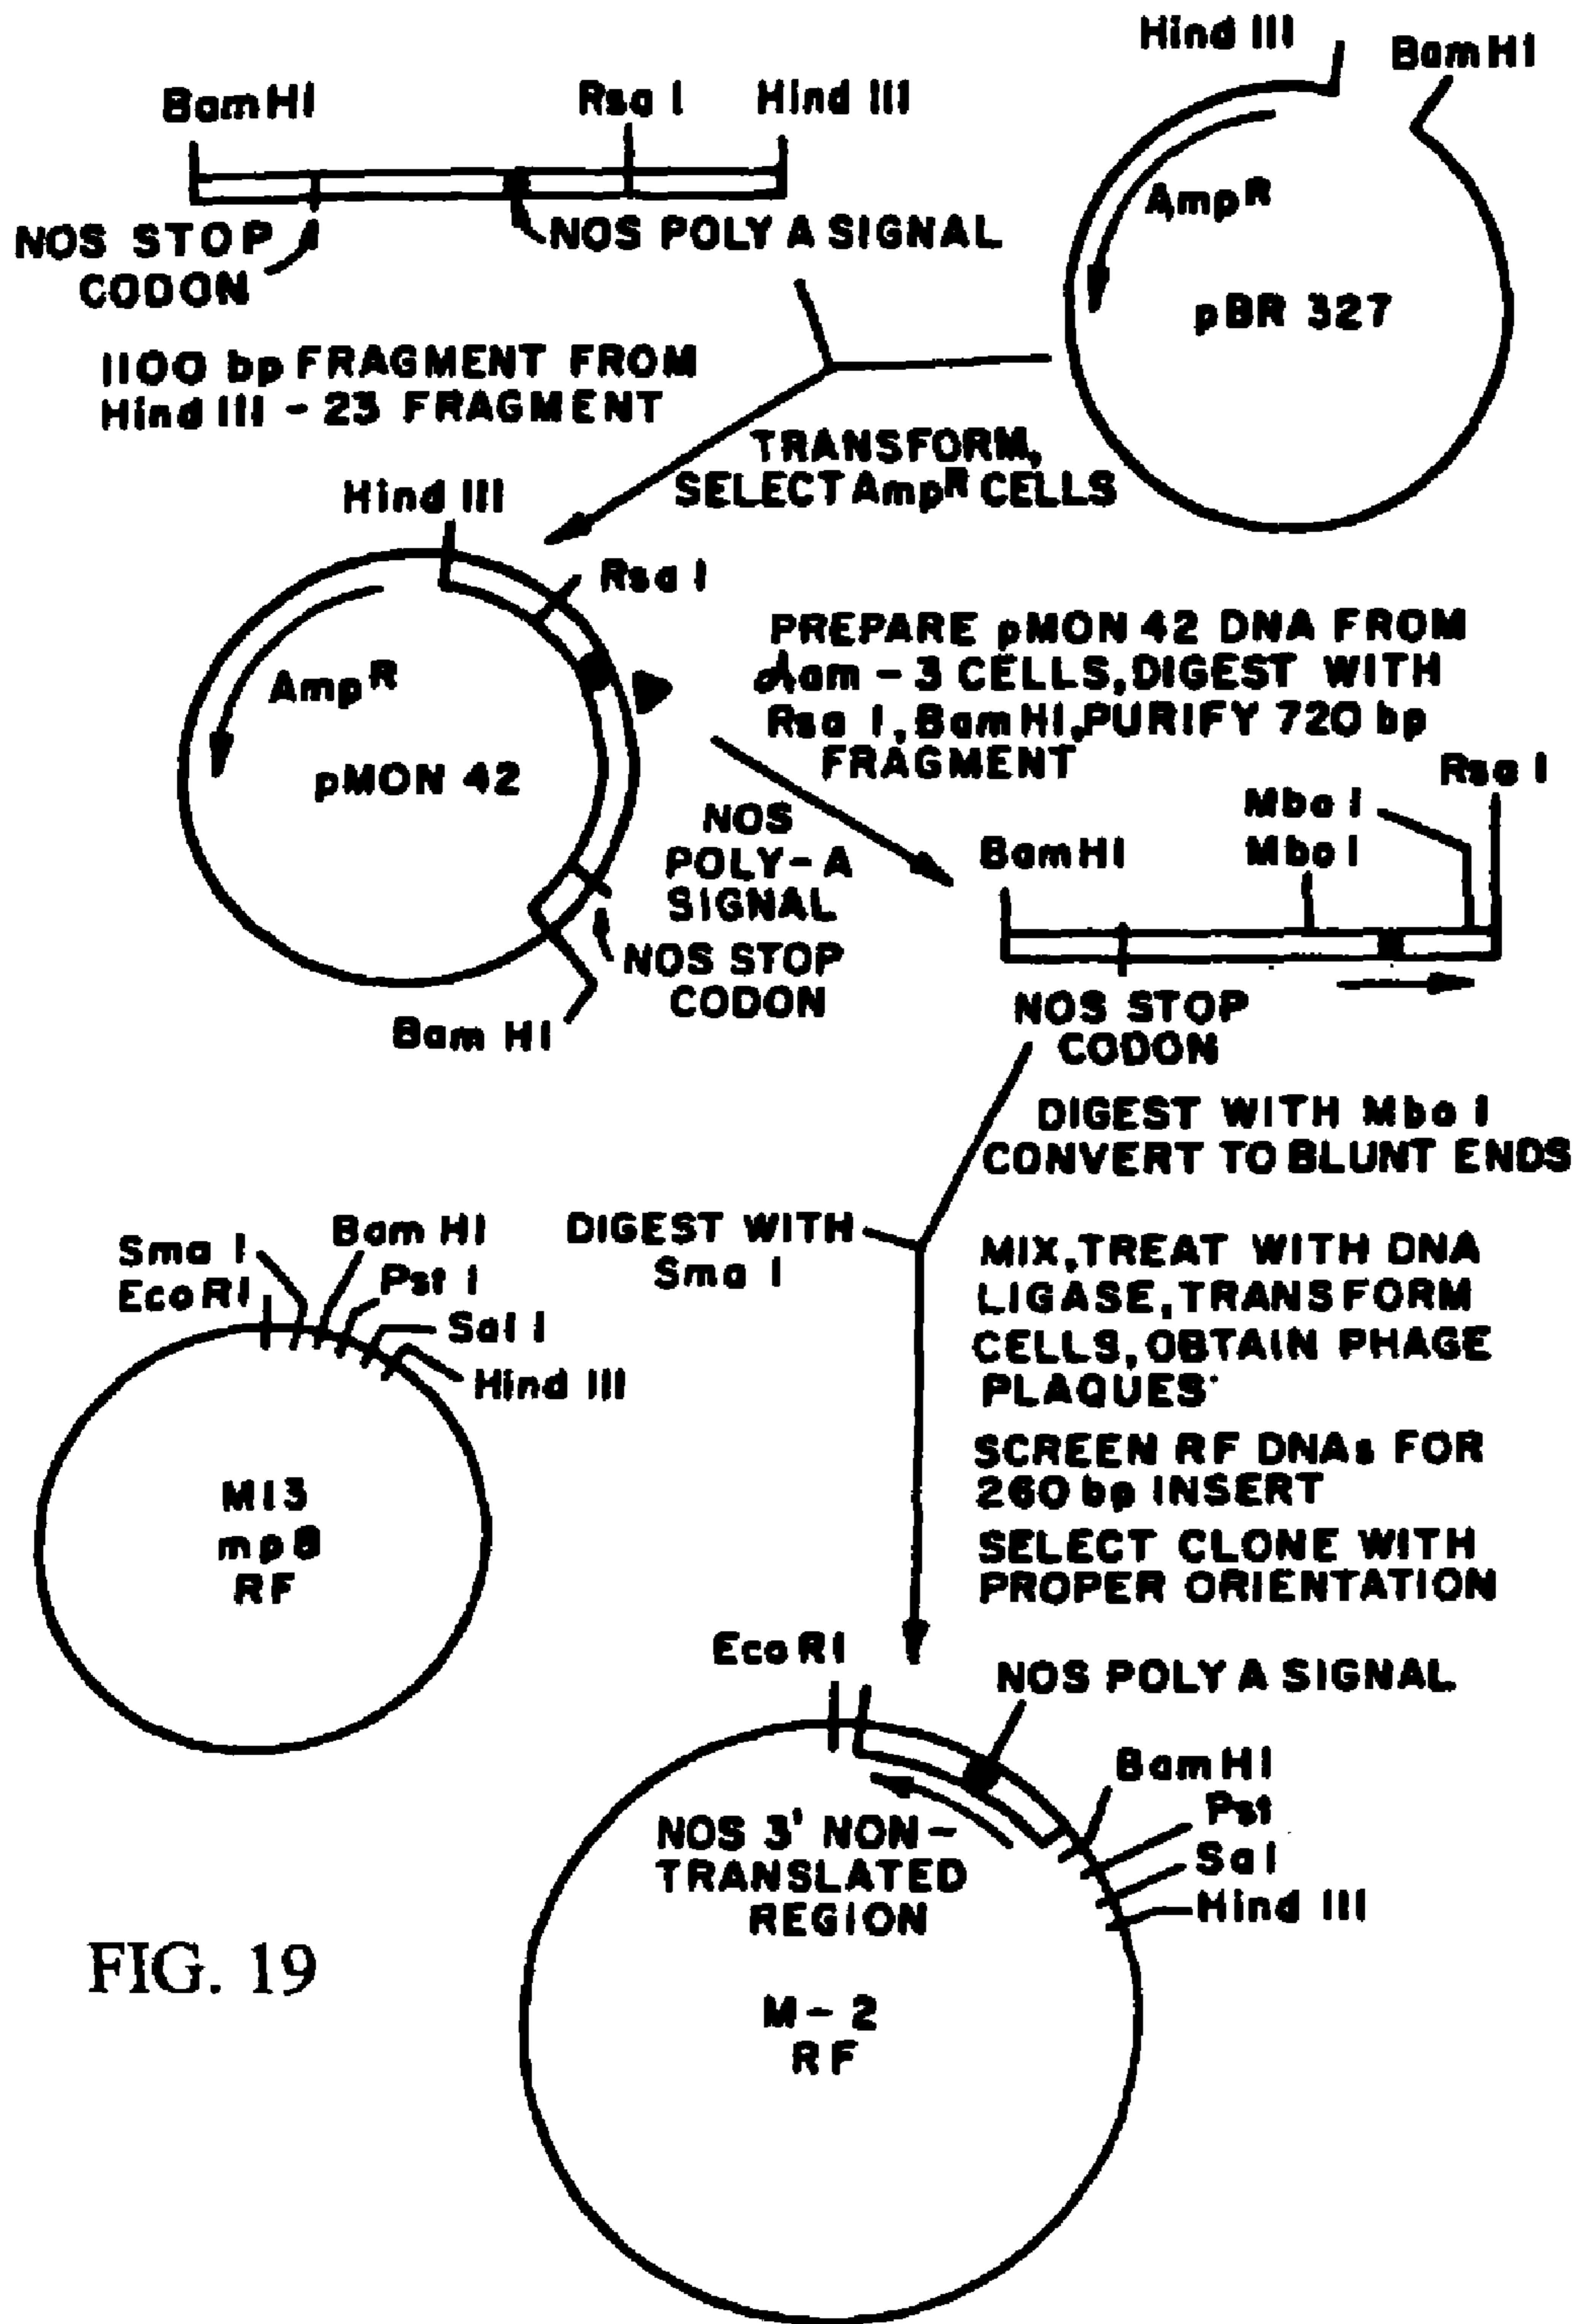 Hind III
BamHI
BamHI
Rsa I
Hind III
NOS STOP
CODON
NOS POLY A SIGNAL
AmpR
pBR 327
1100 bp FRAGMENT FROM
Hind III - 23 FRAGMENT
TRANSFORM,
SELECT AmpR CELLS
Hind III
Rsa I
AmpR
pMON 42
PREPARE pMON 42 DNA FROM
dam - 3 CELLS, DIGEST WITH
Rsa I, BamHI, PURIFY 720 bp
FRAGMENT
NOS
POLY-A
SIGNAL
NOS STOP
CODON
Bam HI
BamHI
Mbo I
Mbo I
Rsa I
NOS STOP
CODON
DIGEST WITH Mbo I
CONVERT TO BLUNT ENDS
Sma I
EcoRI
Bam HI
Pst I
Sal I
Hind III
M13
mp8
RF
DIGEST WITH
Sma I
MIX, TREAT WITH DNA
LIGASE, TRANSFORM
CELLS, OBTAIN PHAGE
PLAQUES
SCREEN RF DNAs FOR
260 bp INSERT
SELECT CLONE WITH
PROPER ORIENTATION
EcoRI
NOS POLY A SIGNAL
BamHI
Pst
Sal
Hind III
NOS 3' NON-
TRANSLATED
REGION
M-2
RF
FIG. 19